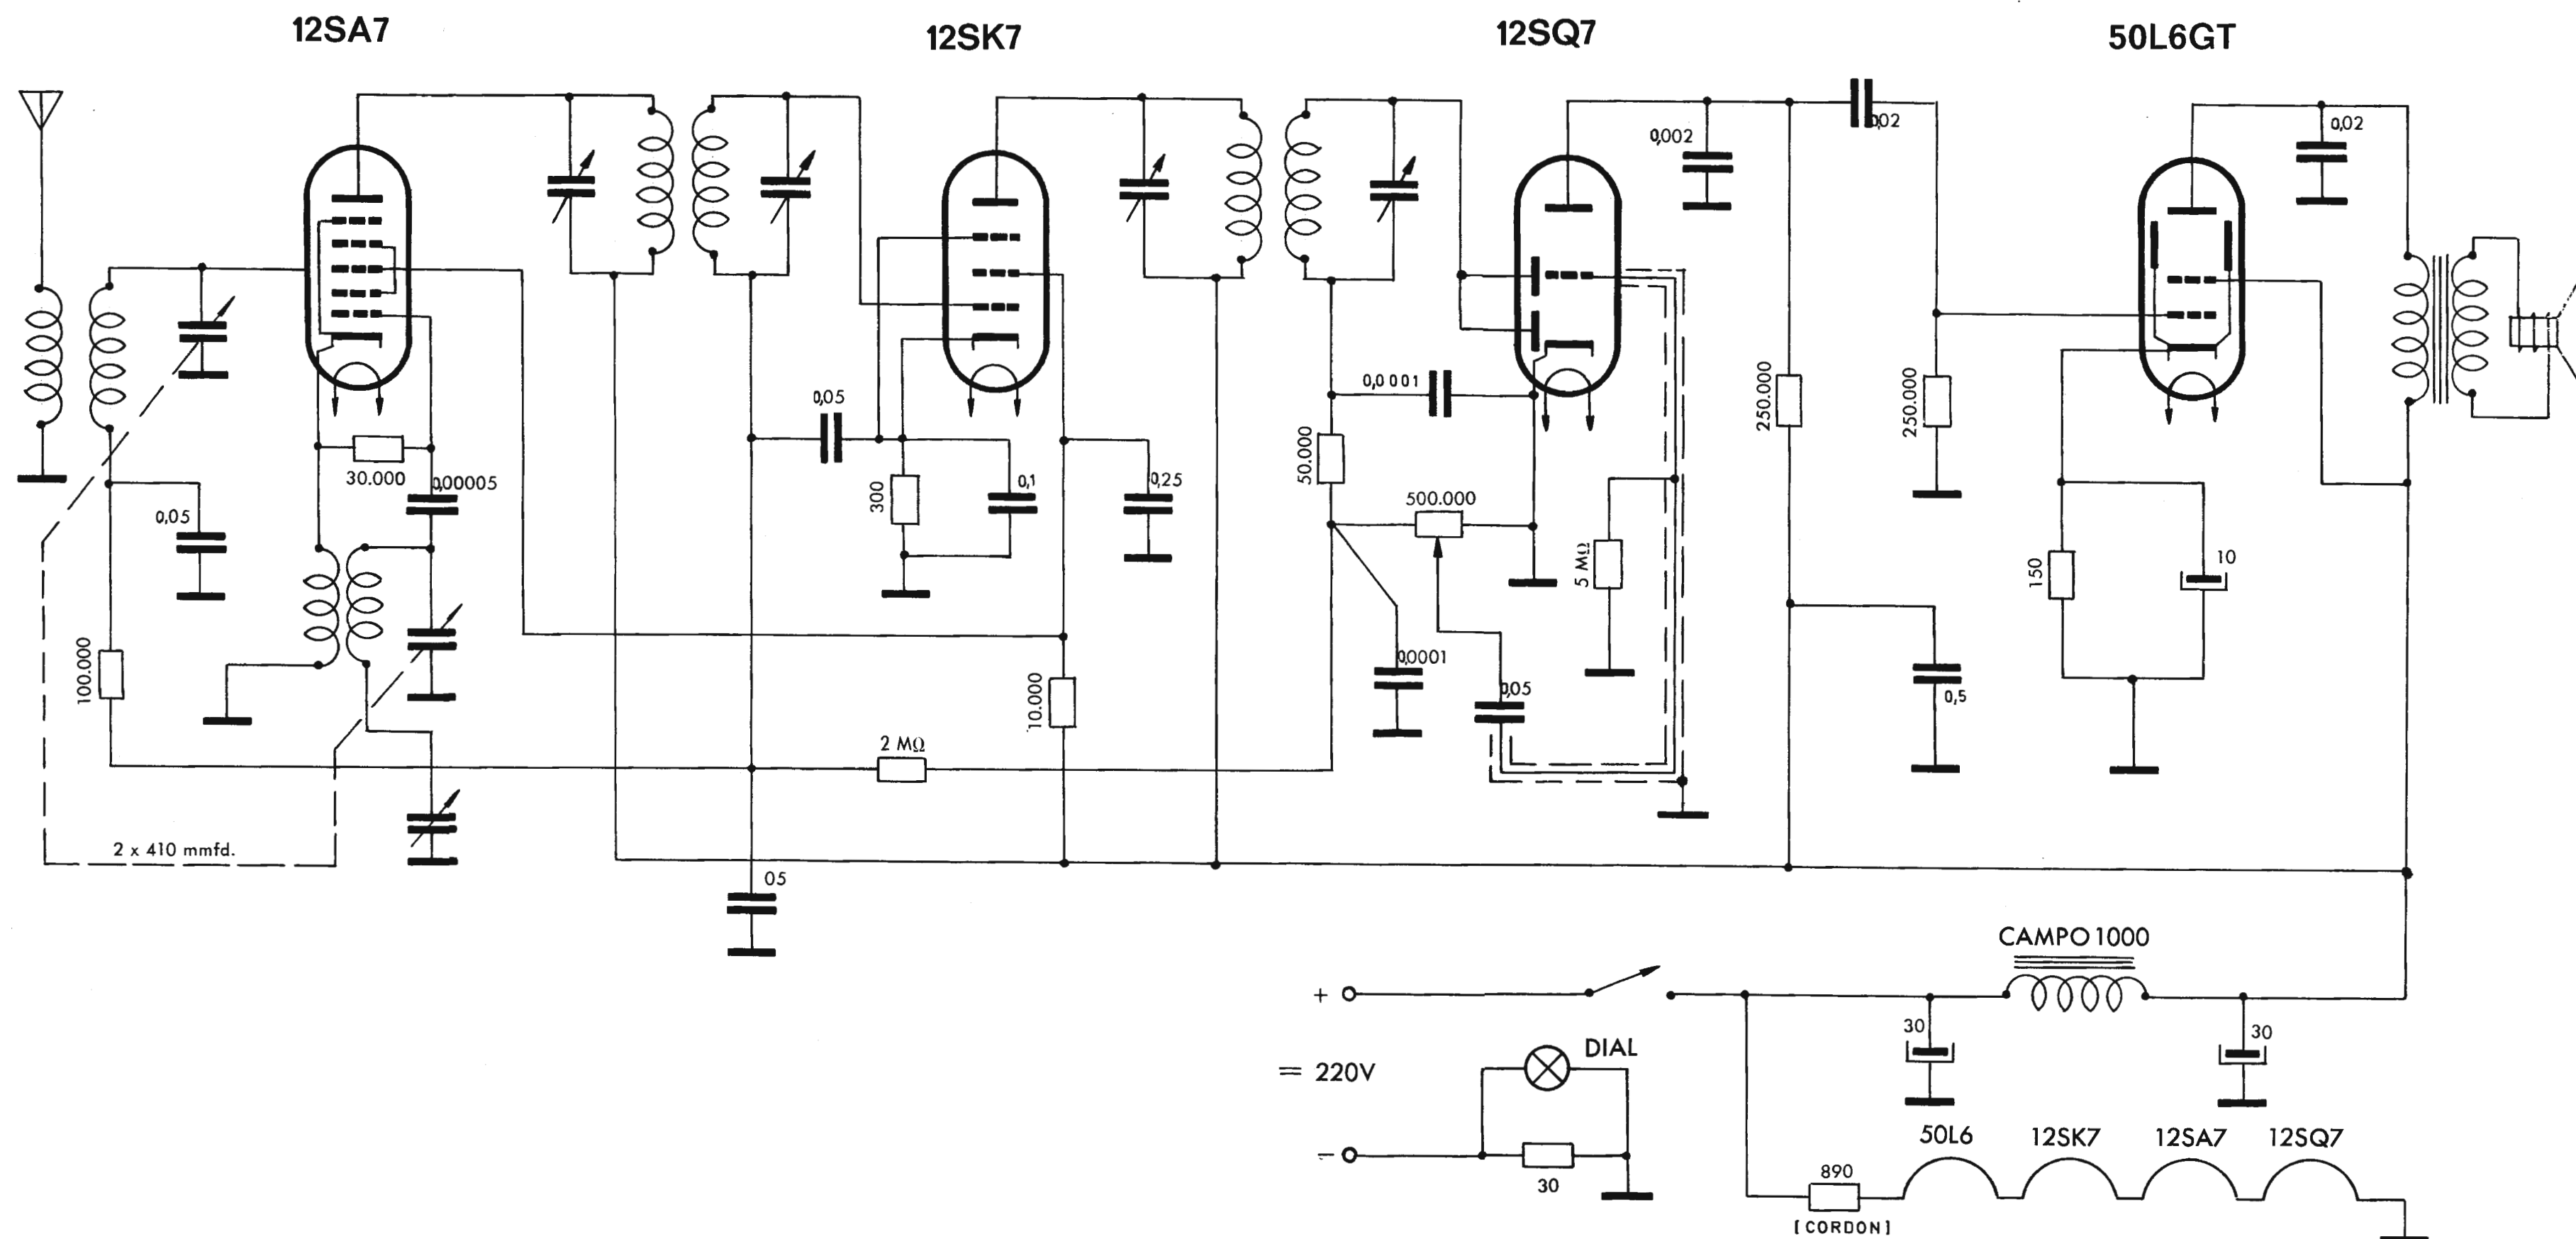 12SA7
12SK7
12SQ7
50L6GT
0,002
0,02
0,02
0,05
0,0001
250.000
250.000
30.000
0,00005
300
0,1
0,25
50.000
500.000
0,05
5 MΩ
150
10
100.000
10.000
0,0001
0,05
0,5
2 MΩ
2 x 410 mmfd.
05
CAMPO 1000
+
30
30
= 220V
DIAL
−
30
50L6
12SK7
12SA7
12SQ7
890
[CORDON]